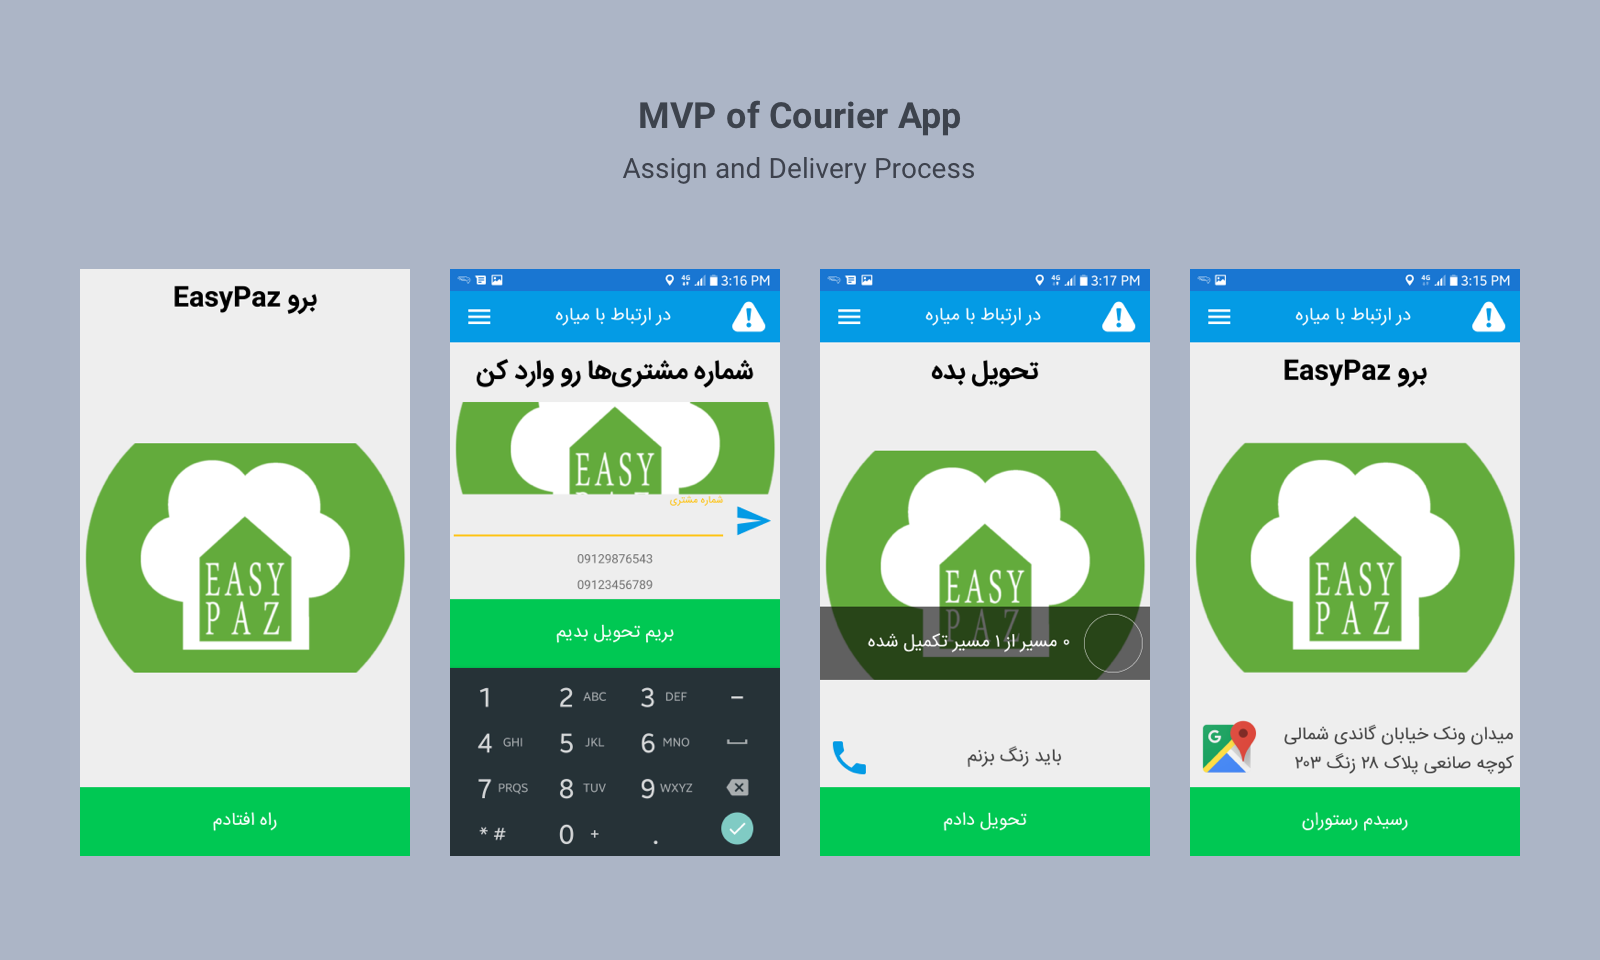 MVP of Courier App
Assign and Delivery Process
برو EasyPaz
EASY
PAZ
راه افتادم
4G
3:16 PM
در ارتباط با میاره
شماره مشتری‌ها رو وارد کن
EASY
شماره مشتری
09129876543
09123456789
بریم تحویل بدیم
1 2 ABC 3 DEF –
4 GHI 5 JKL 6 MNO
7 PQRS 8 TUV 9 WXYZ
* # 0 + .
4G
3:17 PM
در ارتباط با میاره
تحویل بده
EASY
PAZ
۰ مسیر از ۱ مسیر تکمیل شده
باید زنگ بزنم
تحویل دادم
4G
3:15 PM
در ارتباط با میاره
برو EasyPaz
EASY
PAZ
G
میدان ونک خیابان گاندی شمالی
کوچه صانعی پلاک ۲۸ زنگ ۲۰۳
رسیدم رستوران